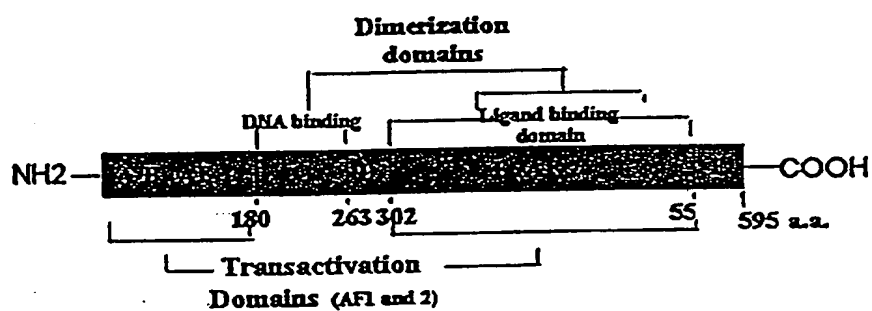 Dimerization
domains
DNA binding
Ligand binding
domain
NH2
COOH
180
263
302
55
595 a.a.
Transactivation
Domains (AF1 and 2)